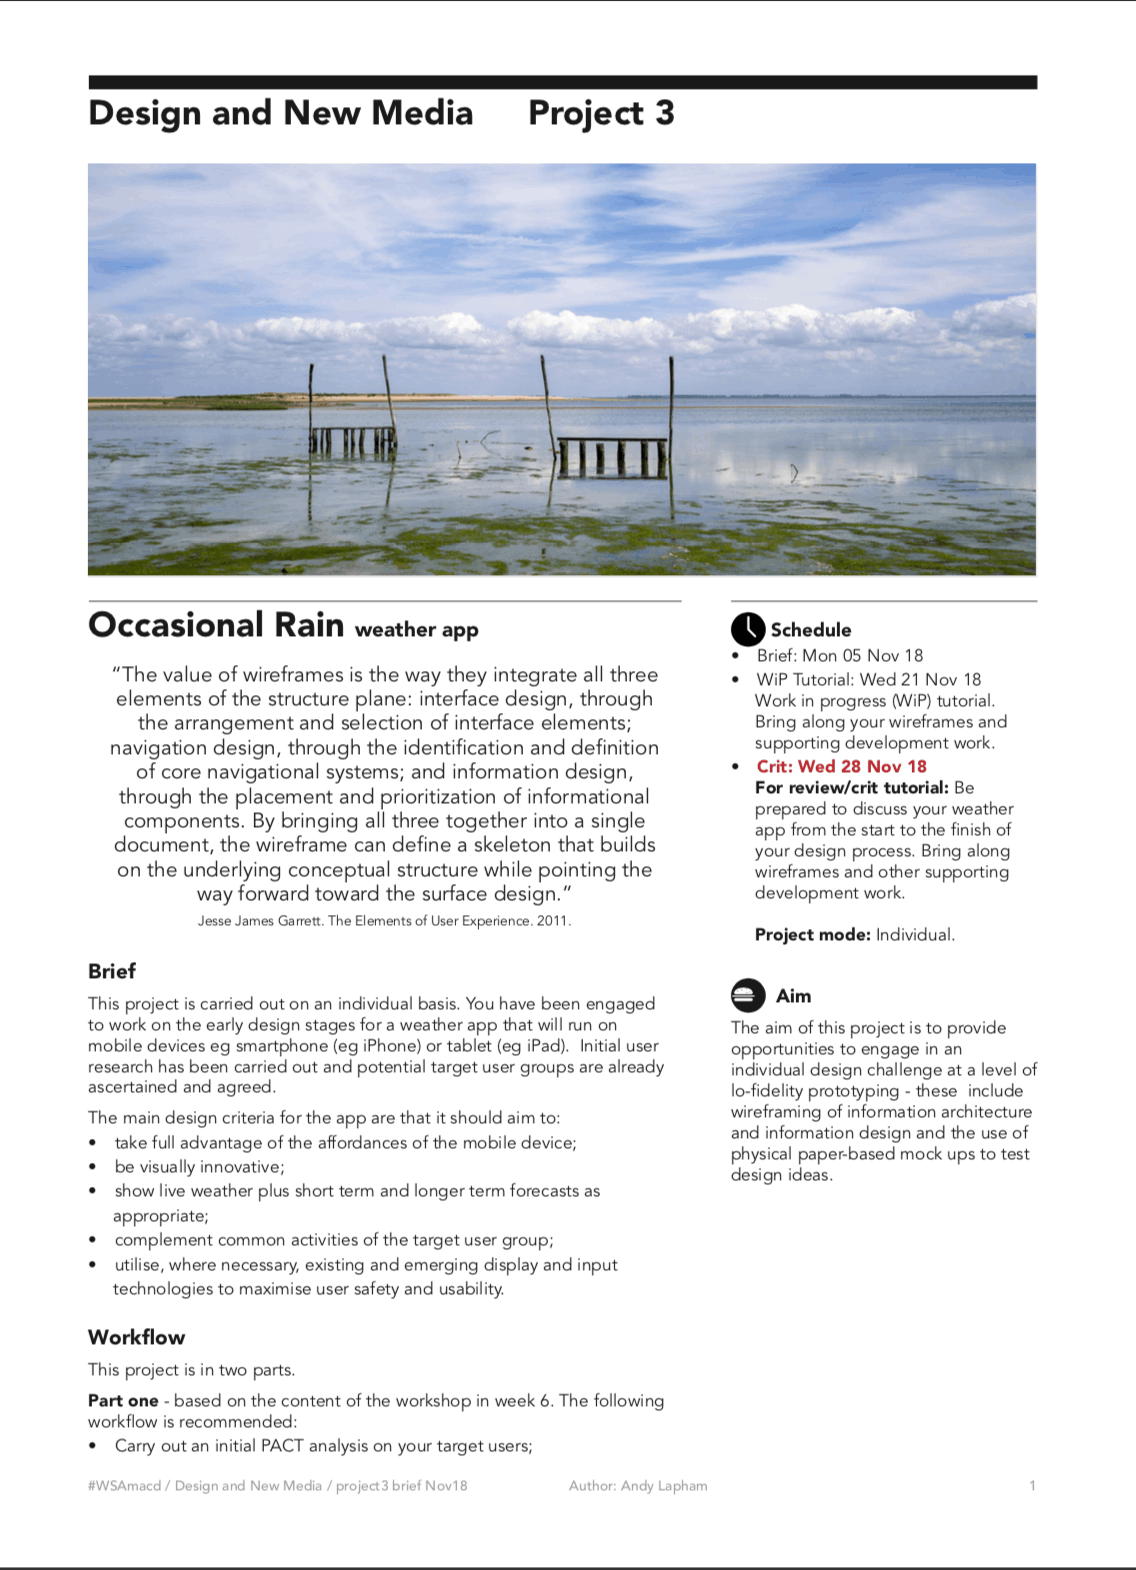 Design and New Media Project 3
Occasional Rain weather app
“The value of wireframes is the way they integrate all three
elements of the structure plane: interface design, through
the arrangement and selection of interface elements;
navigation design, through the identification and definition
of core navigational systems; and information design,
through the placement and prioritization of informational
components. By bringing all three together into a single
document, the wireframe can define a skeleton that builds
on the underlying conceptual structure while pointing the
way forward toward the surface design.“
Jesse James Garrett. The Elements of User Experience. 2011.
Brief
This project is carried out on an individual basis. You have been engaged
to work on the early design stages for a weather app that will run on
mobile devices eg smartphone (eg iPhone) or tablet (eg iPad).  Initial user
research has been carried out and potential target user groups are already
ascertained and agreed.
The main design criteria for the app are that it should aim to:
• take full advantage of the affordances of the mobile device;
• be visually innovative;
• show live weather plus short term and longer term forecasts as
appropriate;
• complement common activities of the target user group;
• utilise, where necessary, existing and emerging display and input
technologies to maximise user safety and usability.
Workflow
This project is in two parts.
Part one - based on the content of the workshop in week 6. The following
workflow is recommended:
• Carry out an initial PACT analysis on your target users;
Schedule
• Brief: Mon 05 Nov 18
• WiP Tutorial: Wed 21 Nov 18
Work in progress (WiP) tutorial.
Bring along your wireframes and
supporting development work.
• Crit: Wed 28 Nov 18
For review/crit tutorial: Be
prepared to discuss your weather
app from the start to the finish of
your design process. Bring along
wireframes and other supporting
development work.
Project mode: Individual.
Aim
The aim of this project is to provide
opportunities to engage in an
individual design challenge at a level of
lo-fidelity prototyping - these  include
wireframing of information architecture
and information design and the use of
physical paper-based mock ups to test
design ideas.
#WSAmacd / Design and New Media / project3 brief Nov18 Author: Andy Lapham 1